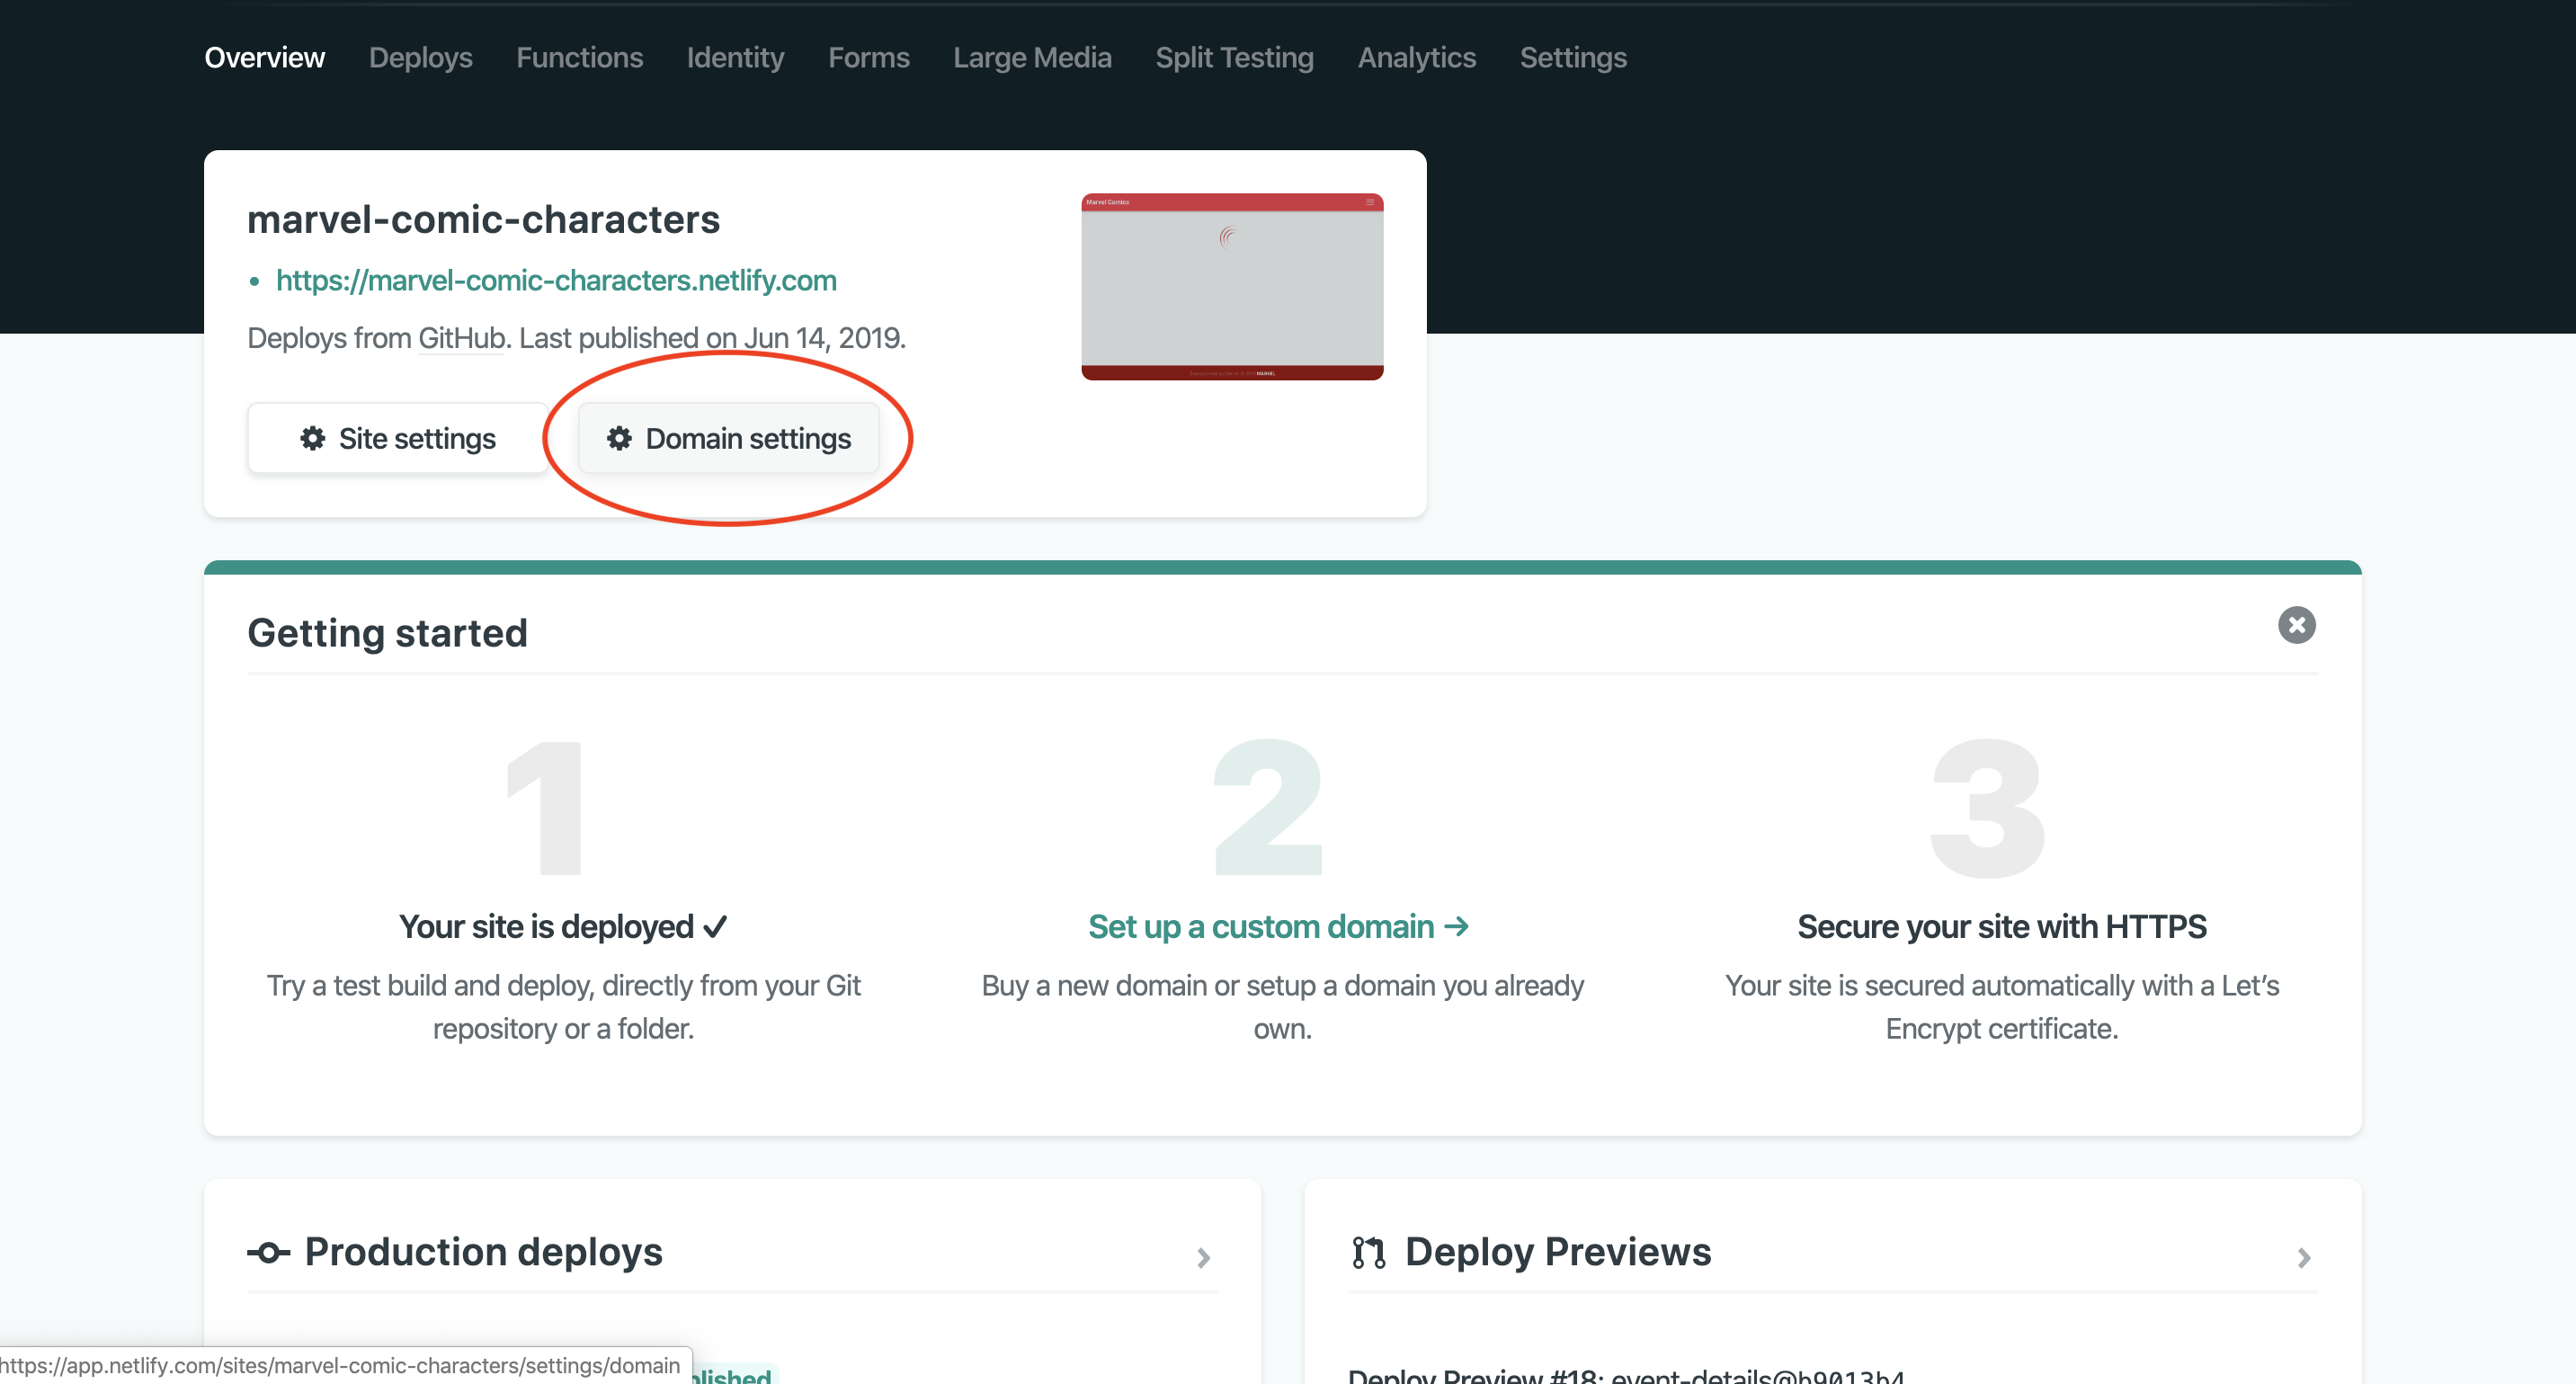 Overview Deploys Functions Identity Forms Large Media Split Testing Analytics Settings
marvel-comic-characters
Marvel Comics
• https://marvel-comic-characters.netlify.com
Deploys from GitHub. Last published on Jun 14, 2019.
MARVEL
Site settings Domain settings
Getting started
1 2 3
Your site is deployed ✓ Set up a custom domain → Secure your site with HTTPS
Try a test build and deploy, directly from your Git Buy a new domain or setup a domain you already Your site is secured automatically with a Let’s
repository or a folder. own. Encrypt certificate.
Production deploys Deploy Previews
https://app.netlify.com/sites/marvel-comic-characters/settings/domain
blished Deploy Preview #18: event-details@b9013b4